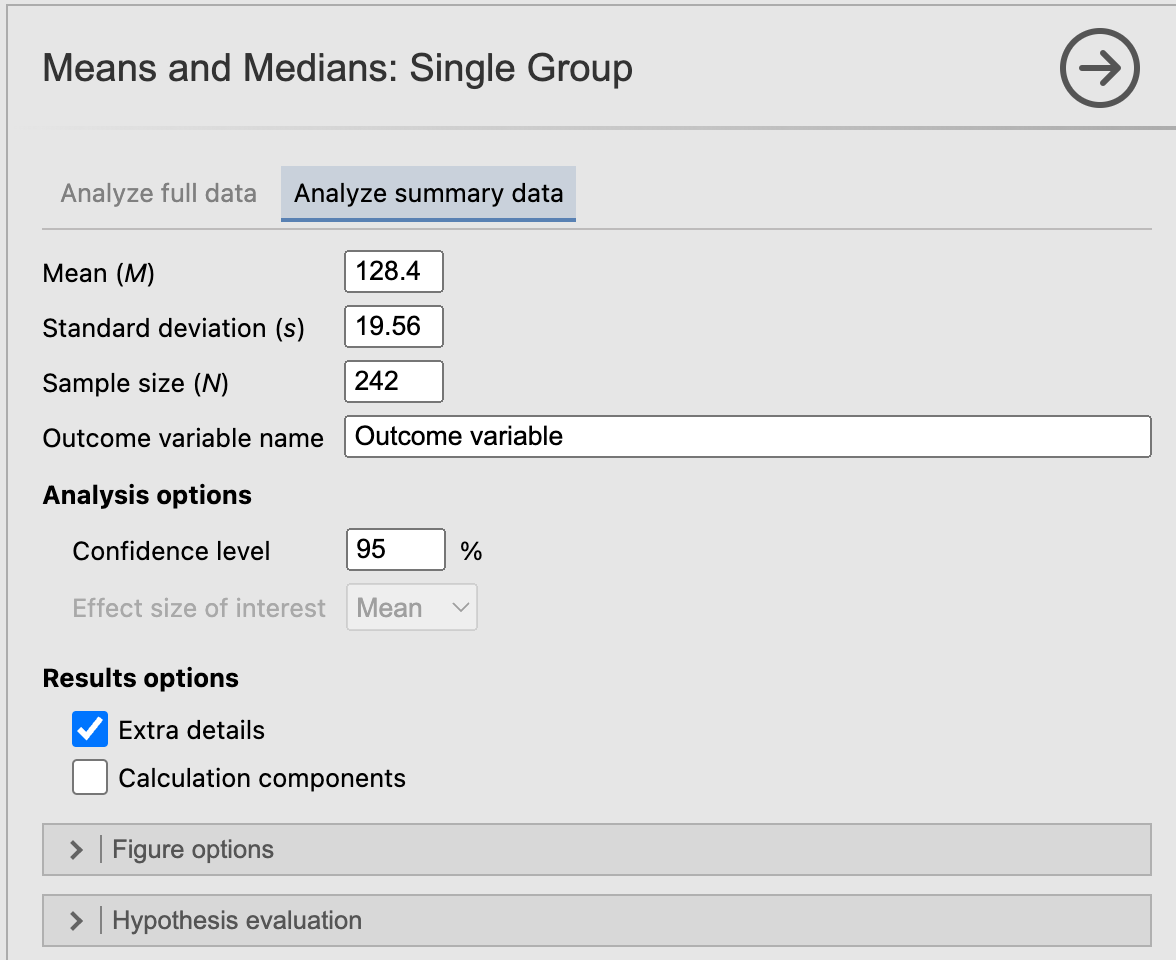 Means and Medians: Single Group
Analyze full data Analyze summary data
Mean (M) 128.4
Standard deviation (s) 19.56
Sample size (N) 242
Outcome variable name Outcome variable
Analysis options
Confidence level 95 %
Effect size of interest Mean
Results options
Extra details
Calculation components
Figure options
Hypothesis evaluation